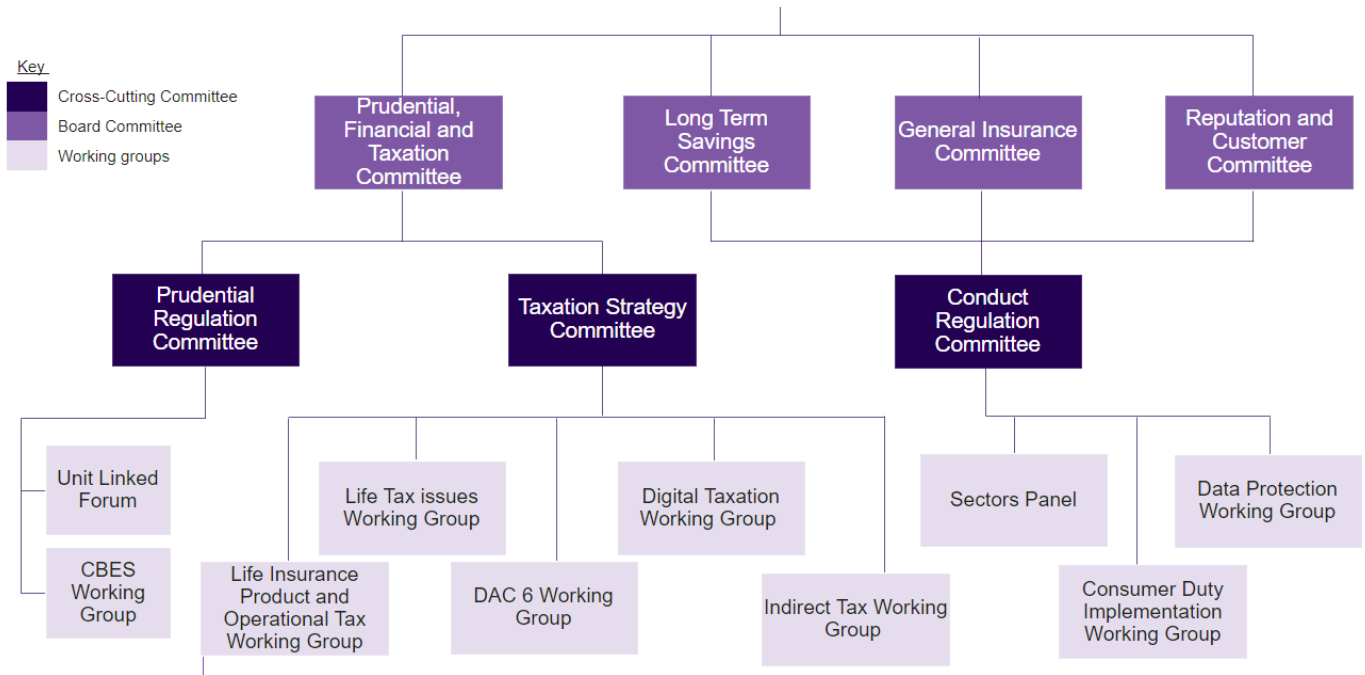 Key
Cross-Cutting Committee
Board Committee
Working groups
Prudential,
Financial and
Taxation
Committee
Long Term
Savings
Committee
General Insurance
Committee
Reputation and
Customer
Committee
Prudential
Regulation
Committee
Taxation Strategy
Committee
Conduct
Regulation
Committee
Unit Linked
Forum
CBES
Working
Group
Life Tax issues
Working Group
Life Insurance
Product and
Operational Tax
Working Group
DAC 6 Working
Group
Digital Taxation
Working Group
Indirect Tax Working
Group
Sectors Panel
Consumer Duty
Implementation
Working Group
Data Protection
Working Group